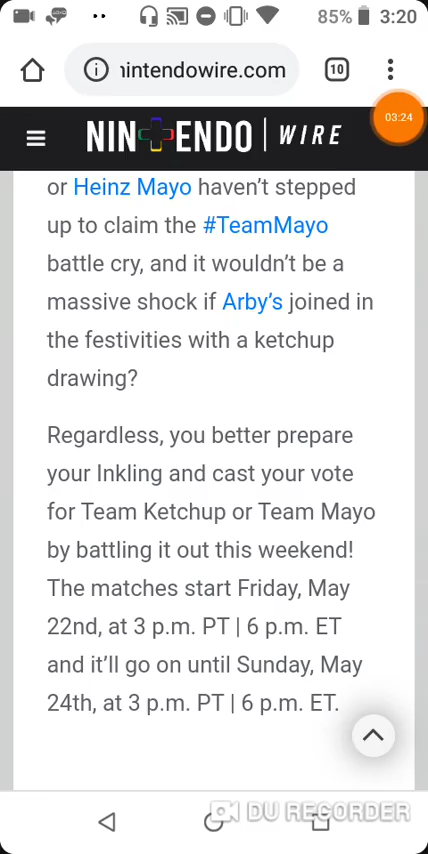 85% 3:20
nintendowire.com
10
NINTENDO | WIRE
03:24
or Heinz Mayo haven’t stepped
up to claim the #TeamMayo
battle cry, and it wouldn’t be a
massive shock if Arby’s joined in
the festivities with a ketchup
drawing?
Regardless, you better prepare
your Inkling and cast your vote
for Team Ketchup or Team Mayo
by battling it out this weekend!
The matches start Friday, May
22nd, at 3 p.m. PT | 6 p.m. ET
and it’ll go on until Sunday, May
24th, at 3 p.m. PT | 6 p.m. ET.
DU RECORDER